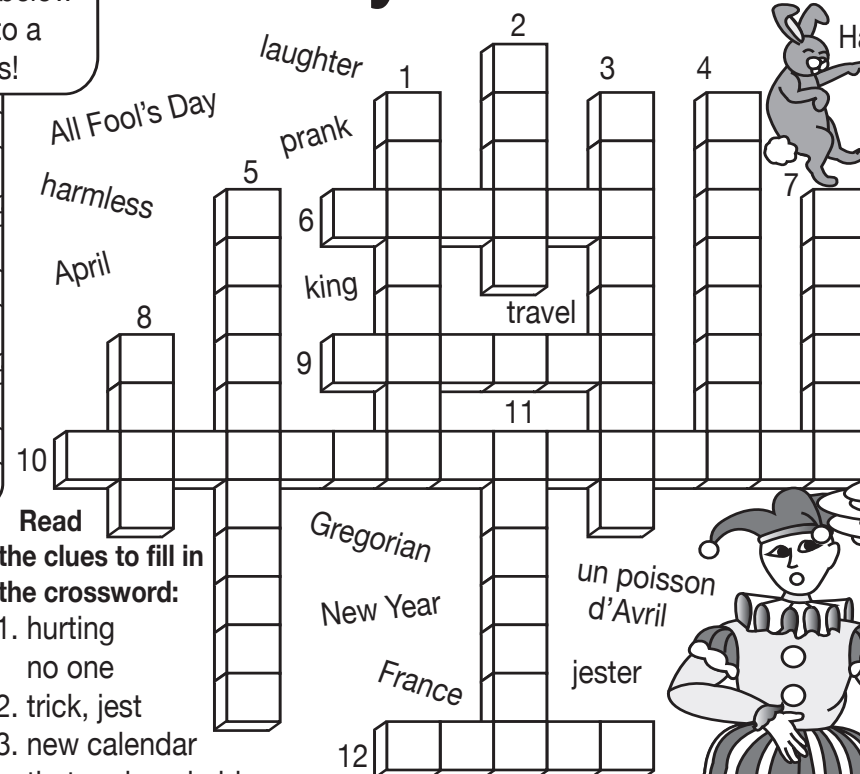 to a
s!
laughter
All Fool's Day
prank
harmless
April
king
travel
1
2
3
4
5
6
7
8
9
10
11
12
Ha
Read
the clues to fill in
the crossword:
1. hurting
no one
2. trick, jest
3. new calendar
Gregorian
New Year
France
un poisson
d'Avril
jester